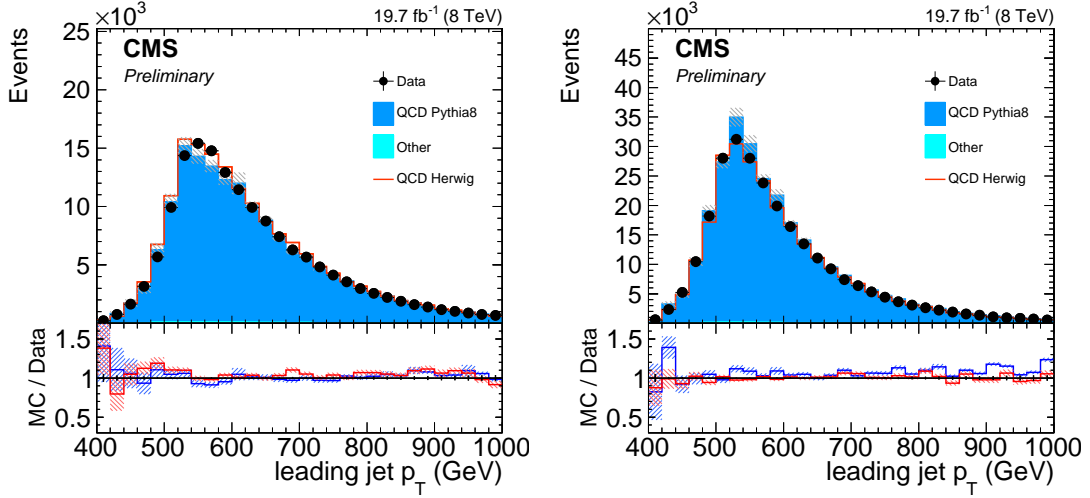 ×10³ 19.7 fb⁻¹ (8 TeV)
Events
25
20
15
10
5
CMS
Preliminary
Data
QCD Pythia8
Other
QCD Herwig
MC / Data
1.5
1
0.5
400 500 600 700 800 900 1000
leading jet p_T (GeV)
×10³ 19.7 fb⁻¹ (8 TeV)
Events
45
40
35
30
25
20
15
10
5
CMS
Preliminary
Data
QCD Pythia8
Other
QCD Herwig
MC / Data
1.5
1
0.5
400 500 600 700 800 900 1000
leading jet p_T (GeV)